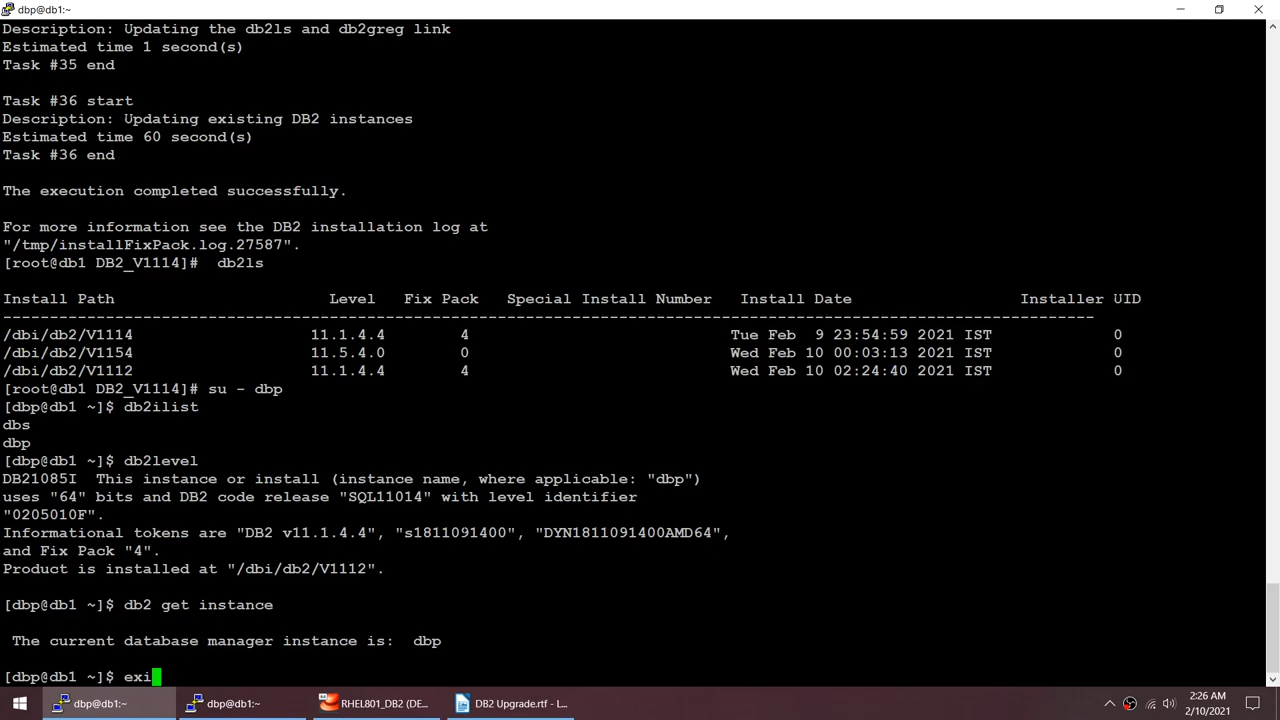 dbp@db1:~
Description: Updating the db2ls and db2greg link
Estimated time 1 second(s)
Task #35 end
Task #36 start
Description: Updating existing DB2 instances
Estimated time 60 second(s)
Task #36 end
The execution completed successfully.
For more information see the DB2 installation log at
"/tmp/installFixPack.log.27587".
[root@db1 DB2_V1114]#  db2ls
Install Path                       Level   Fix Pack   Special Install Number   Install Date                  Installer UID
---------------------------------------------------------------------------------------------------------------------
/dbi/db2/V1114                   11.1.4.4        4                            Tue Feb  9 23:54:59 2021 IST             0
/dbi/db2/V1154                   11.5.4.0        0                            Wed Feb 10 00:03:13 2021 IST             0
/dbi/db2/V1112                   11.1.4.4        4                            Wed Feb 10 02:24:40 2021 IST             0
[root@db1 DB2_V1114]# su - dbp
[dbp@db1 ~]$ db2ilist
dbs
dbp
[dbp@db1 ~]$ db2level
DB21085I  This instance or install (instance name, where applicable: "dbp")
uses "64" bits and DB2 code release "SQL11014" with level identifier
"0205010F".
Informational tokens are "DB2 v11.1.4.4", "s1811091400", "DYN1811091400AMD64",
and Fix Pack "4".
Product is installed at "/dbi/db2/V1112".
[dbp@db1 ~]$ db2 get instance
The current database manager instance is:  dbp
[dbp@db1 ~]$ exi
dbp@db1:~ dbp@db1:~ RHEL801_DB2 (DE... DB2 Upgrade.rtf - L...
2:26 AM
2/10/2021